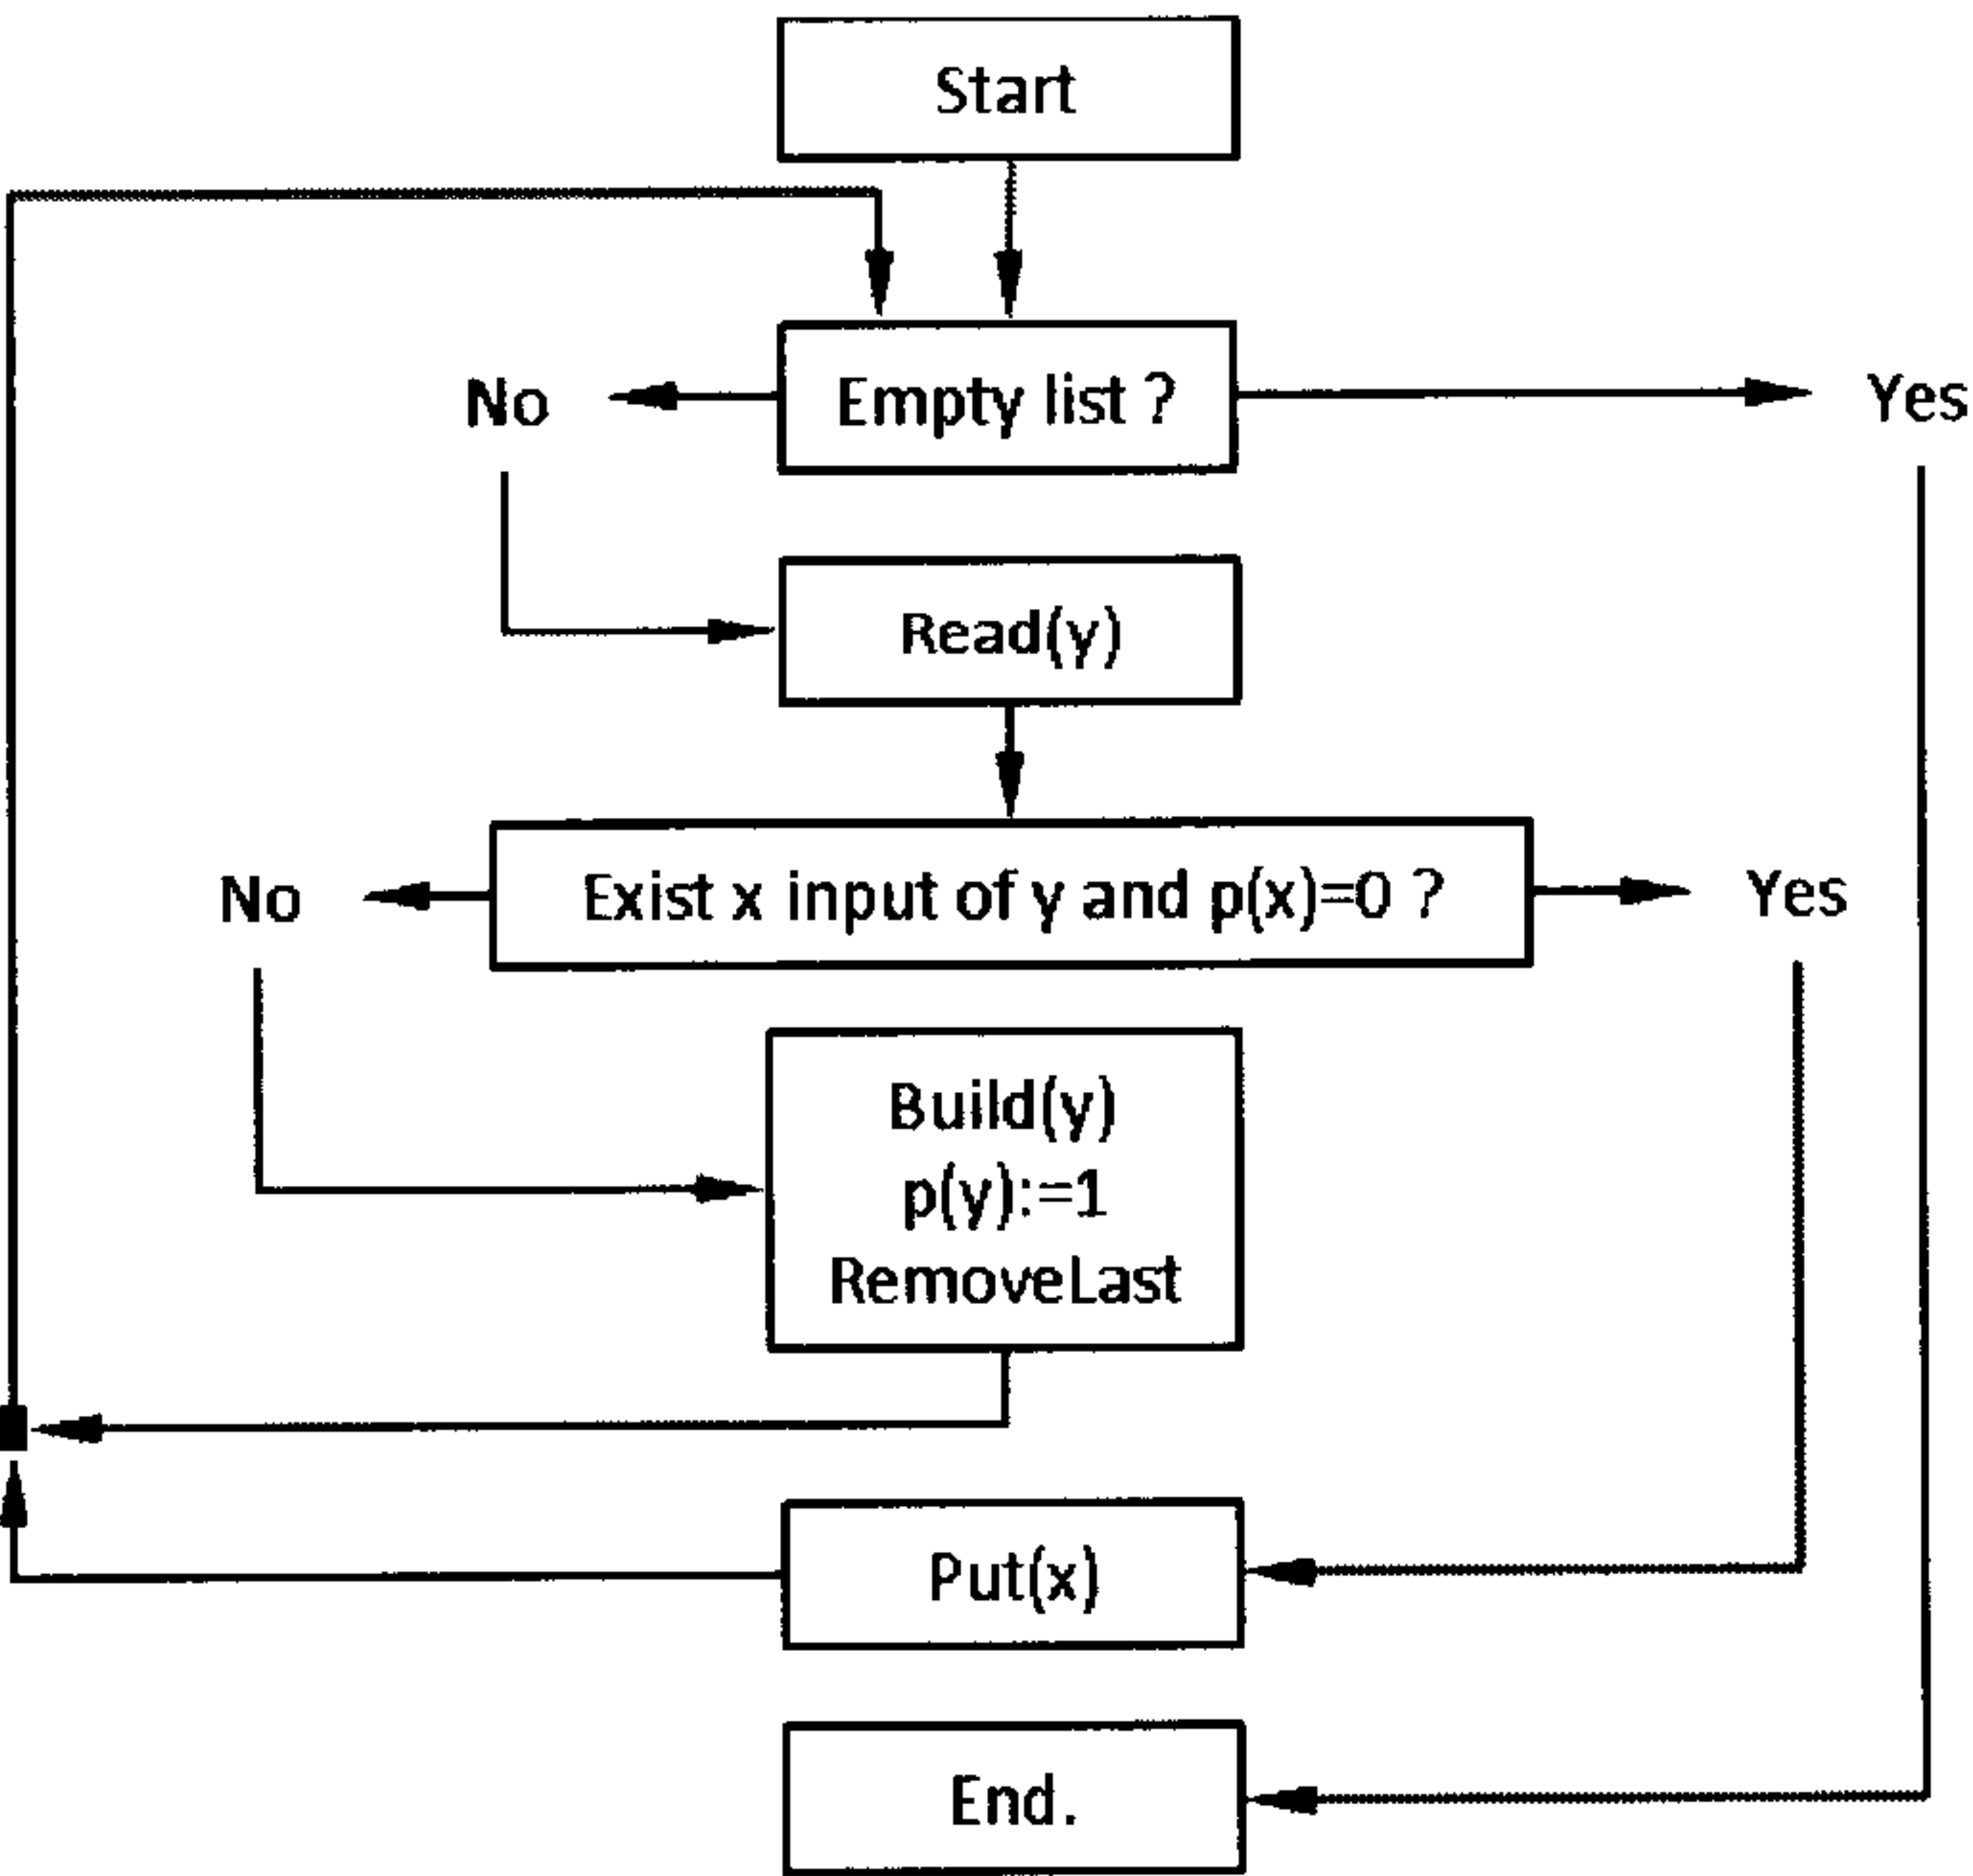 Start
No
Empty list ?
Yes
Read(y)
No
Exist x input of y and p(x)=0 ?
Yes
Build(y)
p(y):=1
RemoveLast
Put(x)
End.